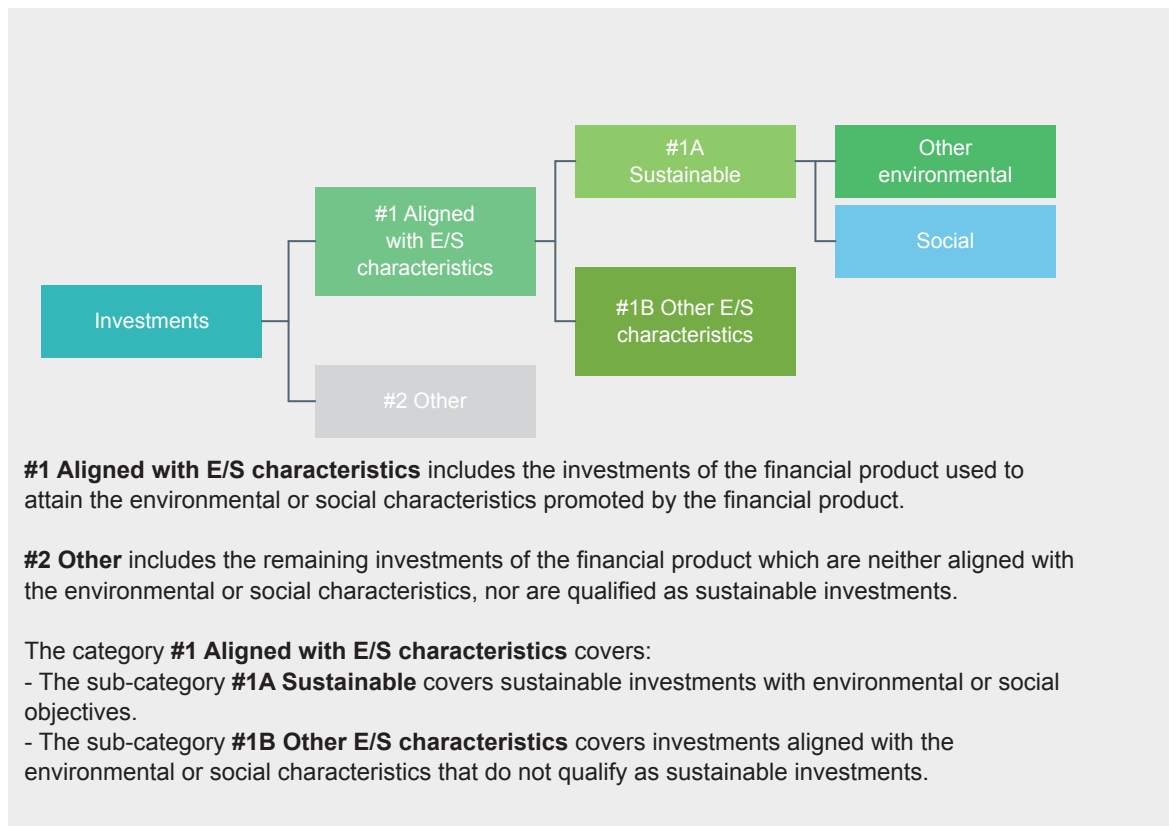 #1A
Sustainable
Other
environmental
#1 Aligned
with E/S
characteristics
Social
Investments
#1B Other E/S
characteristics
#2 Other
#1 Aligned with E/S characteristics includes the investments of the financial product used to
attain the environmental or social characteristics promoted by the financial product.
#2 Other includes the remaining investments of the financial product which are neither aligned with
the environmental or social characteristics, nor are qualified as sustainable investments.
The category #1 Aligned with E/S characteristics covers:
- The sub-category #1A Sustainable covers sustainable investments with environmental or social
objectives.
- The sub-category #1B Other E/S characteristics covers investments aligned with the
environmental or social characteristics that do not qualify as sustainable investments.